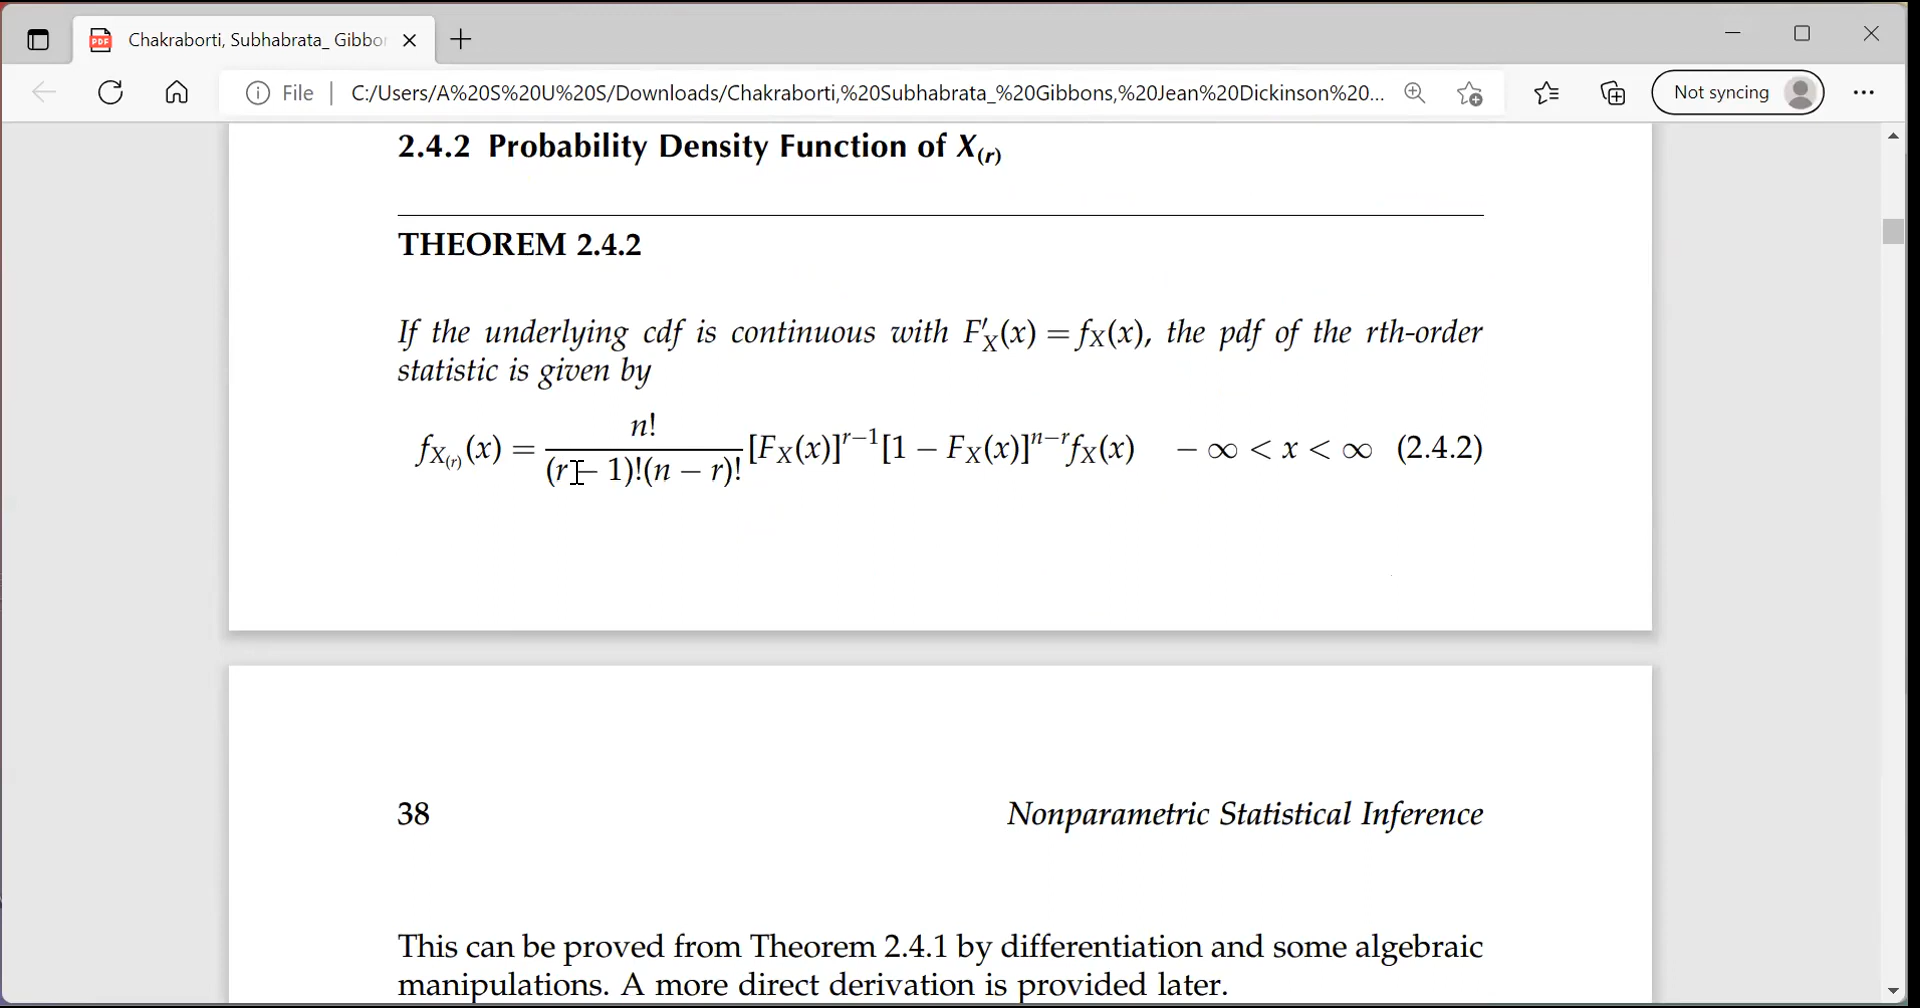 Chakraborti, Subhabrata_ Gibbo
File | C:/Users/A%20S%20U%20S/Downloads/Chakraborti,%20Subhabrata_%20Gibbons,%20Jean%20Dickinson%20... Not syncing
2.4.2 Probability Density Function of X(r)
THEOREM 2.4.2
If the underlying cdf is continuous with F′X(x) = fX(x), the pdf of the rth-order
statistic is given by
fX(r)(x) = n!/((r − 1)!(n − r)!) [FX(x)]^(r−1)[1 − FX(x)]^(n−r) fX(x) − ∞ < x < ∞ (2.4.2)
38 Nonparametric Statistical Inference
This can be proved from Theorem 2.4.1 by differentiation and some algebraic
manipulations. A more direct derivation is provided later.